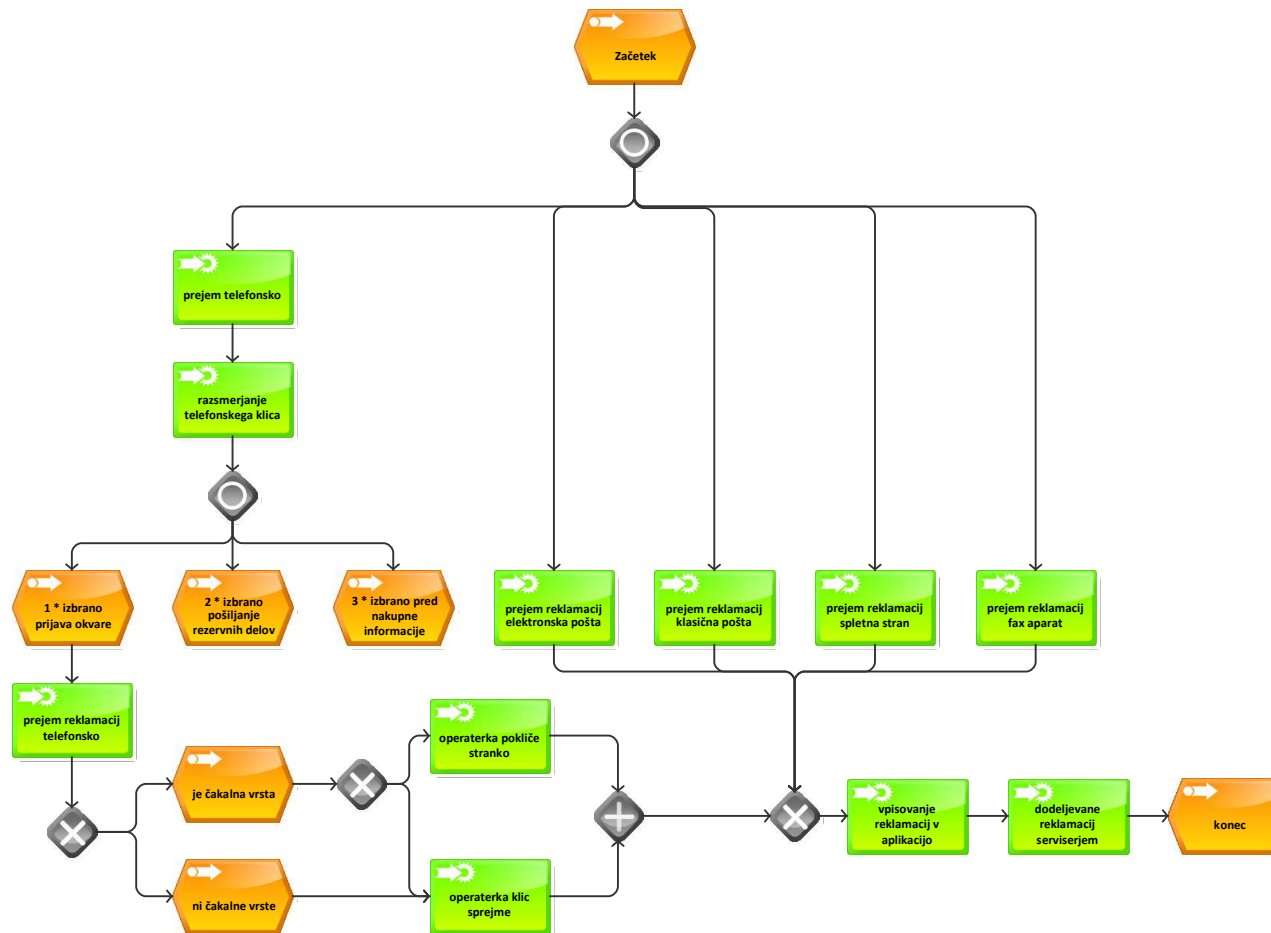 Začetek
prejem telefonsko
razsmerjanje
telefonskega klica
1 * izbrano
prijava okvare
2 * izbrano
pošiljanje
rezervnih delov
3 * izbrano pred
nakupne
informacije
prejem reklamacij
elektronska pošta
prejem reklamacij
klasična pošta
prejem reklamacij
spletna stran
prejem reklamacij
fax aparat
prejem reklamacij
telefonsko
operaterka pokliče
stranko
je čakalna vrsta
vpisovanje
reklamacij v
aplikacijo
dodeljevane
reklamacij
serviserjem
konec
ni čakalne vrste
operaterka klic
sprejme